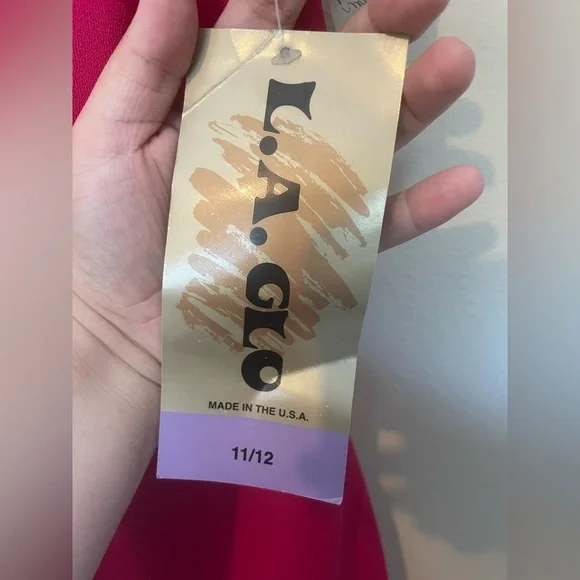 L.A. GLO
MADE IN THE U.S.A.
11/12